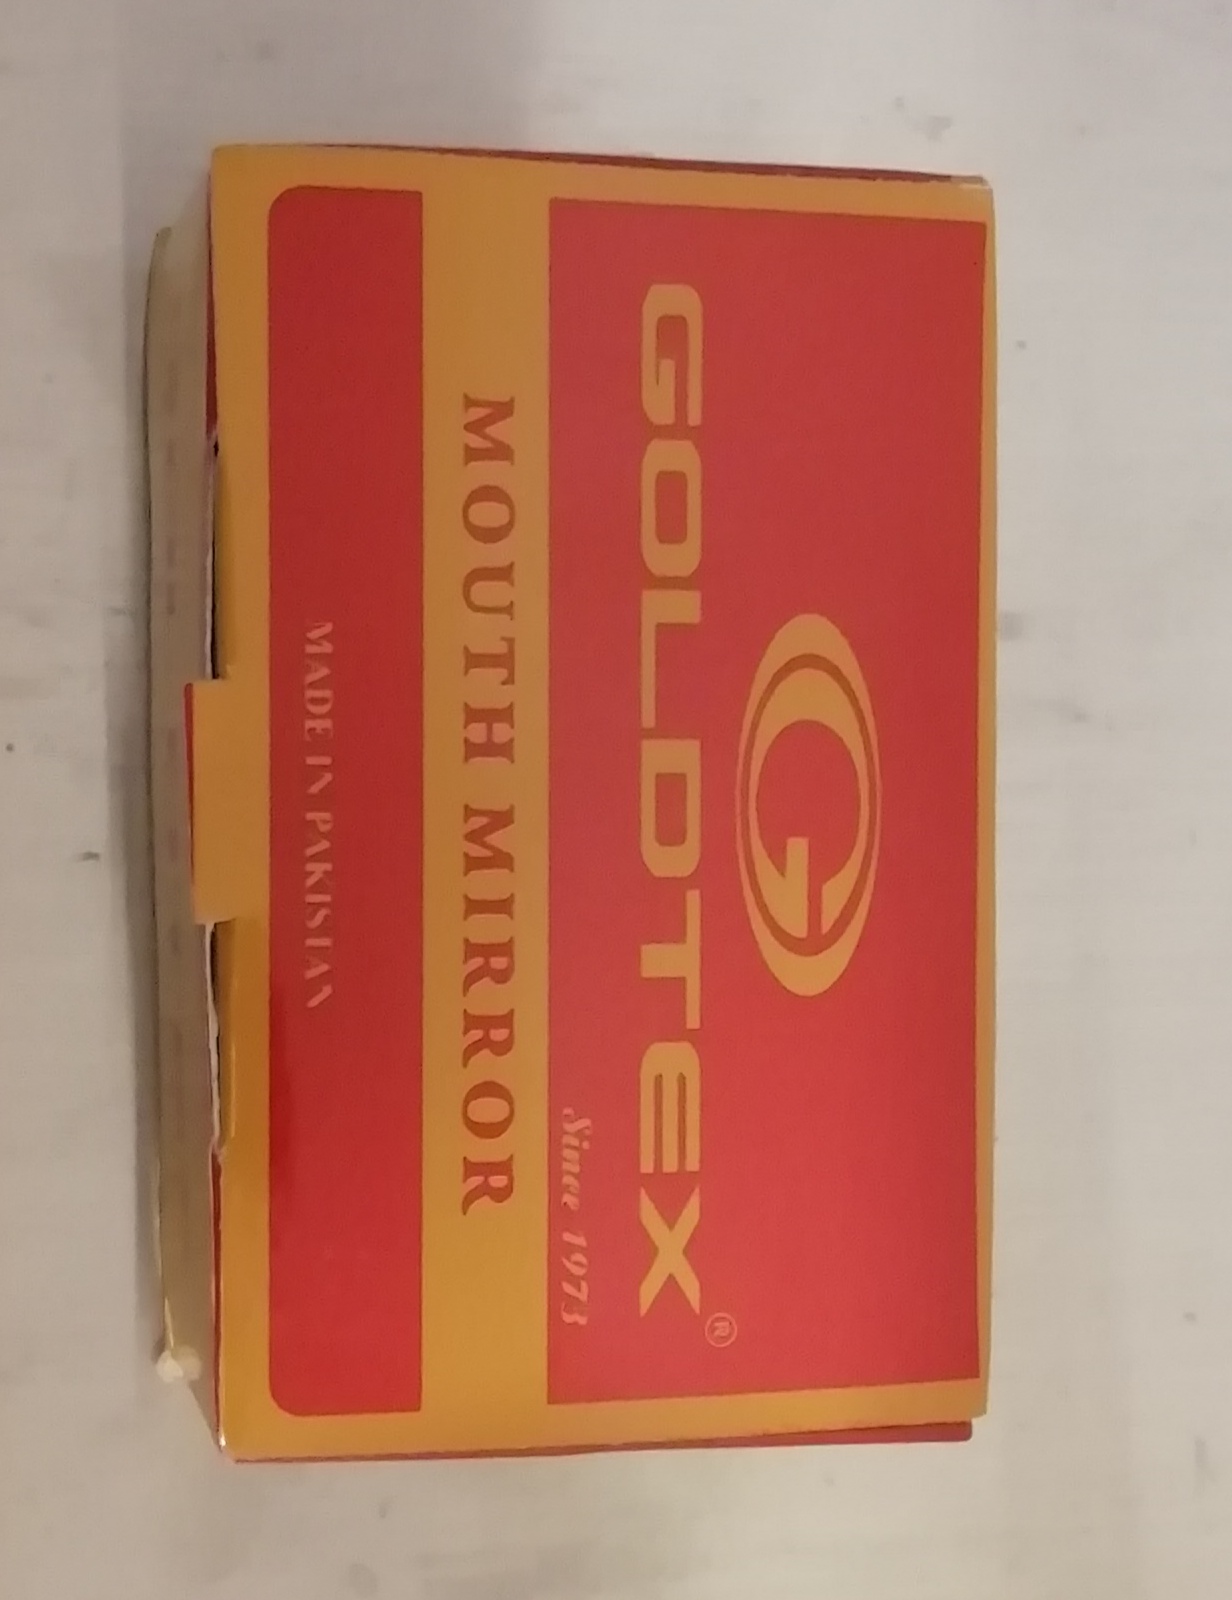 GOLDTEX®
Since 1973
MOUTH MIRROR
MADE IN PAKISTAN